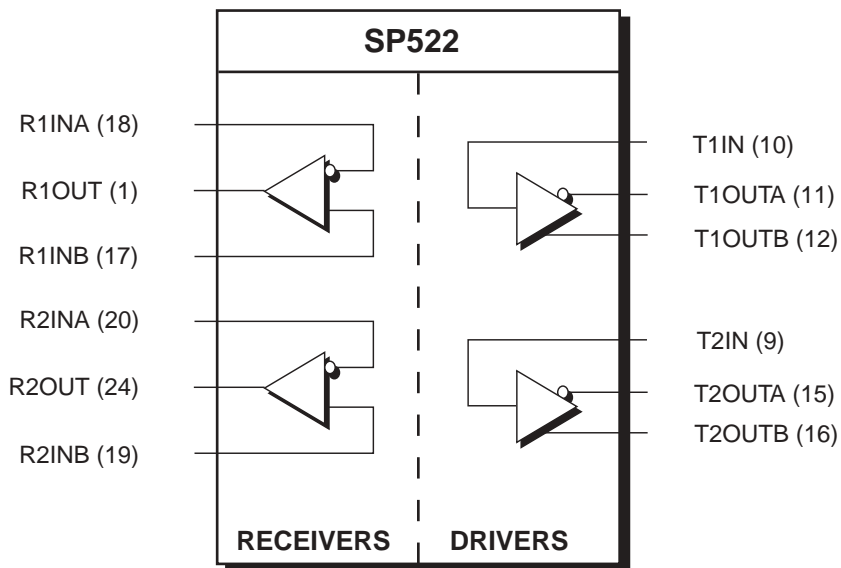 SP522
R1INA (18)
R1OUT (1)
R1INB (17)
R2INA (20)
R2OUT (24)
R2INB (19)
T1IN (10)
T1OUTA (11)
T1OUTB (12)
T2IN (9)
T2OUTA (15)
T2OUTB (16)
RECEIVERS
DRIVERS